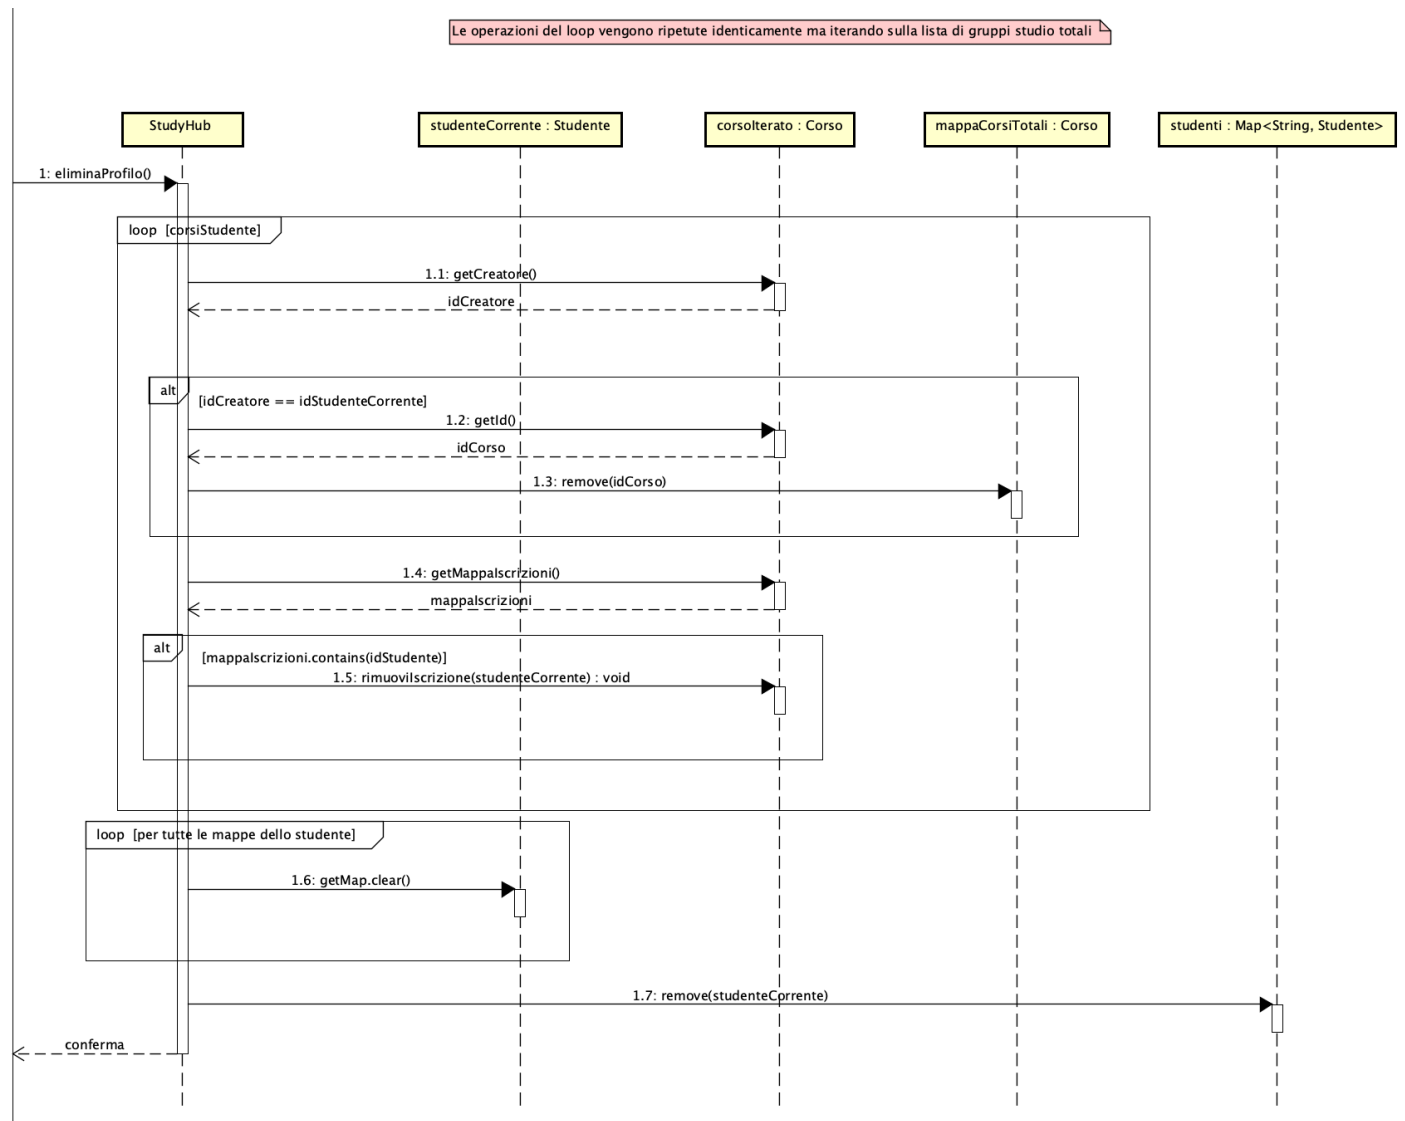 Le operazioni del loop vengono ripetute identicamente ma iterando sulla lista di gruppi studio totali
StudyHub
studenteCorrente : Studente
corsoIterato : Corso
mappaCorsiTotali : Corso
studenti : Map<String, Studente>
1: eliminaProfilo()
loop [corsiStudente]
1.1: getCreatore()
idCreatore
alt
[idCreatore == idStudenteCorrente]
1.2: getId()
idCorso
1.3: remove(idCorso)
1.4: getMappaIscrizioni()
mappaIscrizioni
alt
[mappaIscrizioni.contains(idStudente)]
1.5: rimuoviIscrizione(studenteCorrente) : void
loop [per tutte le mappe dello studente]
1.6: getMap.clear()
1.7: remove(studenteCorrente)
conferma